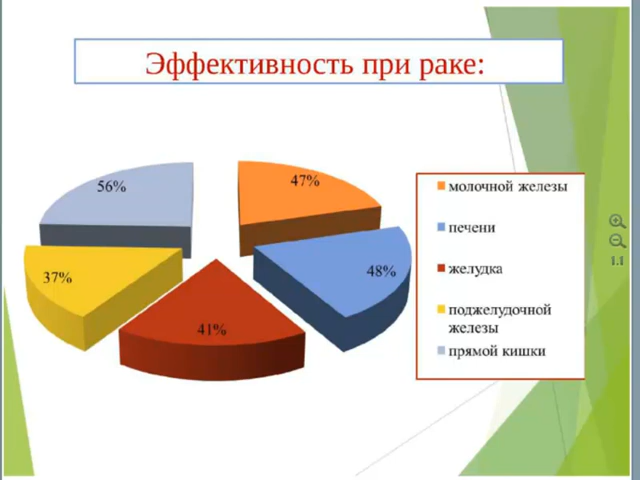 Эффективность при раке:
56%
47%
37%
48%
41%
молочной железы
печени
желудка
поджелудочной
железы
прямой кишки
1:1